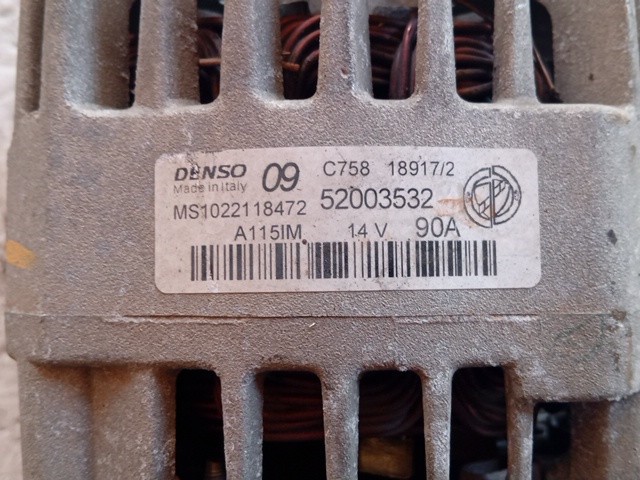 DENSO 09 C758 18917/2
Made in Italy
MS1022118472 52003532
A115IM 14 V 90A